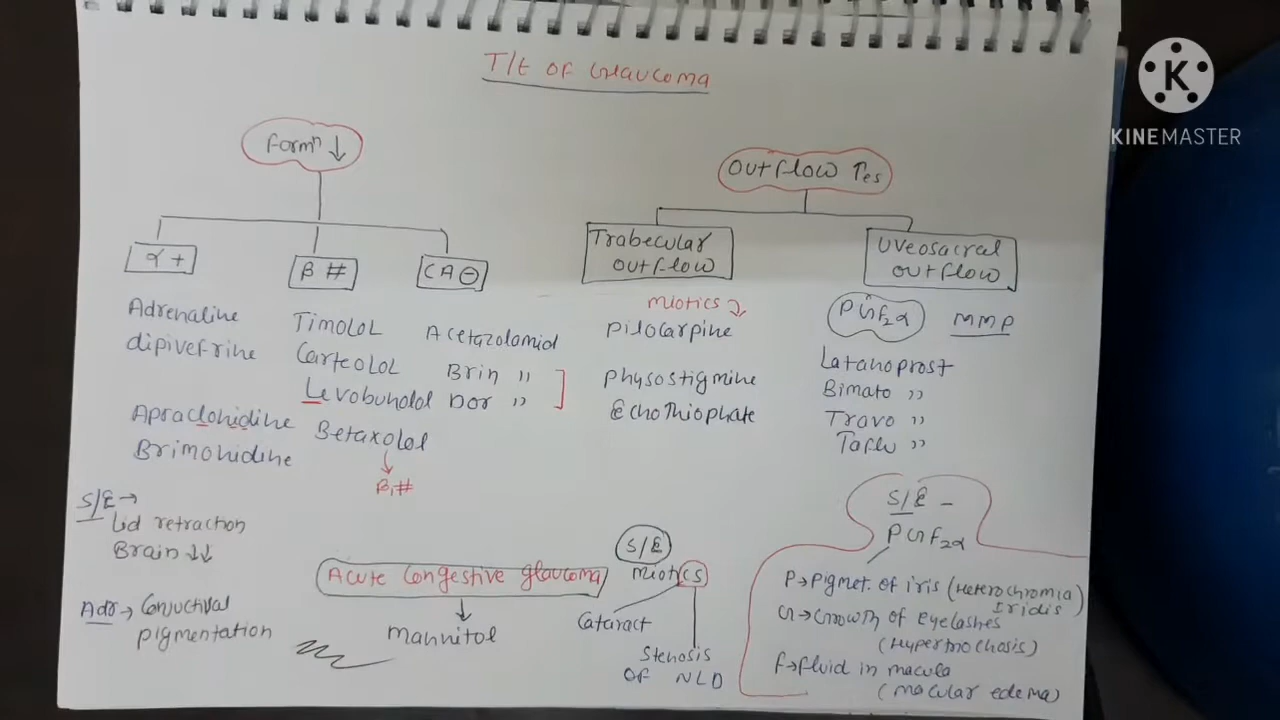 T/t OF GLAUCOMA
Formⁿ ↓
OUTFLOW ↑es
α +
β #
CA ⊖
Trabecular
OUTFLOW
UVEOSACRAL
OUTFLOW
Adrenaline
dipivefrine
Apraclonidine
Brimonidine
Timolol
Carteolol
Levobunolol
Betaxolol
β₁#
Acetazolamid
Brin "
Dor "
Miotics
Pilocarpine
Physostigmine
Echothiophate
PGF₂α MMP
Latanoprost
Bimato "
Travo "
Taflu "
S/E →
Lid retraction
Brain ↓↓
Adr → Conjuctival
pigmentation
Acute Congestive glaucoma
Mannitol
S/E
Miotics
Cataract
Stenosis
OF NLD
S/E –
PGF₂α
P→Pigmet. of iris (Heterochromia
Iridis)
G→Growth of Eyelashes
(Hypertrichosis)
F→Fluid in macula
(macular edema)
K
KINEMASTER